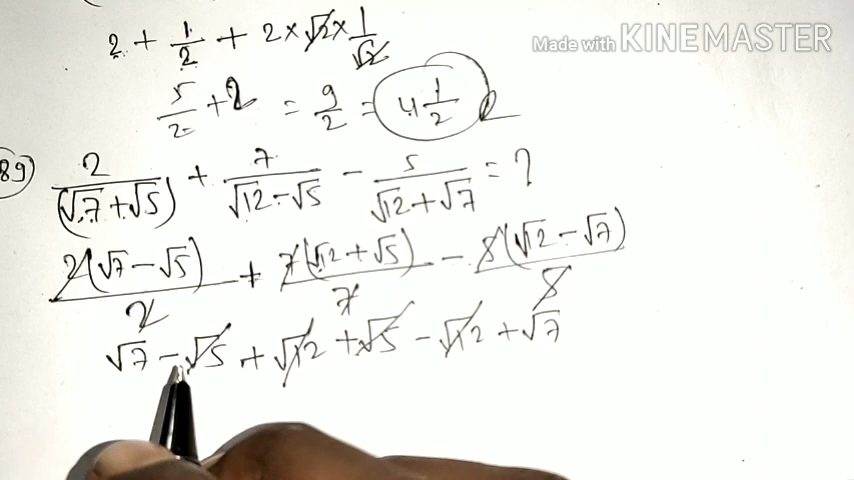 Made with KINEMASTER
2 + 1/2 + 2 × √2 × 1/√2
5/2 + 2 = 9/2 = 4 1/2
89) 2/(√7 + √5) + 7/(√12 - √5) - 5/(√12 + √7) = ?
2(√7 - √5)/2 + 7(√12 + √5)/7 - 5(√12 - √7)/5
√7 - √5 + √12 + √5 - √12 + √7